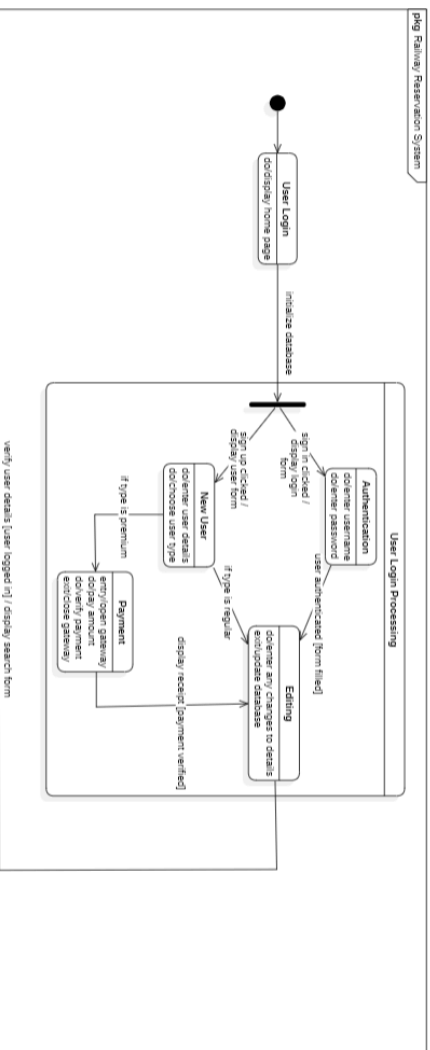 pkg Railway Reservation System
User Login
do/display home page
initialize database
User Login Processing
sign in clicked /
display login
form
Authentication
do/enter username
do/enter password
user authenticated [form filled]
sign up clicked /
display user form
New User
do/enter user details
do/choose user type
if type is regular
if type is premium
Payment
entry/open gateway
do/pay amount
do/verify payment
exit/close gateway
display receipt [payment verified]
Editing
do/enter any changes to details
exit/update database
verify user details [user logged in] / display search form